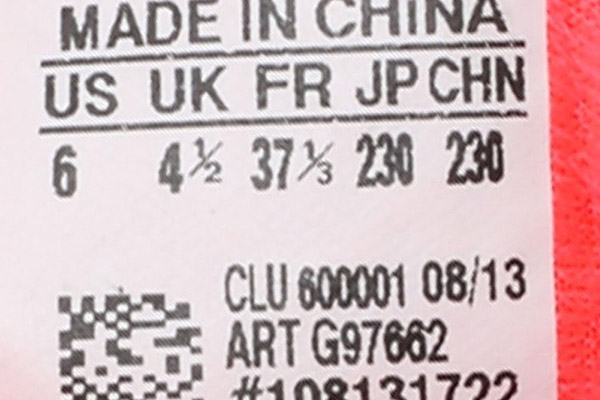 MADE IN CHINA
US UK FR JP CHN
6 4½ 37⅓ 230 230
CLU 600001 08/13
ART G97662
#108131722